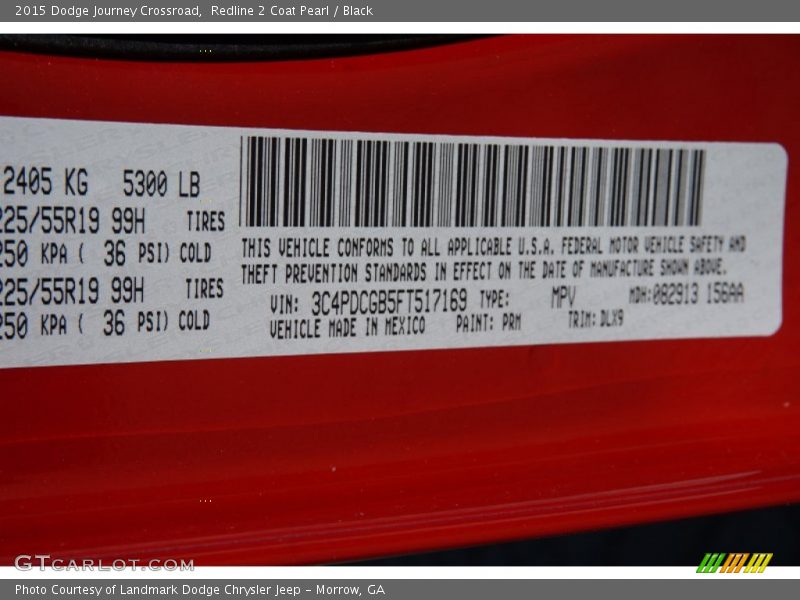 2015 Dodge Journey Crossroad, Redline 2 Coat Pearl / Black
2405 KG 5300 LB
225/55R19 99H TIRES
250 KPA ( 36 PSI) COLD
225/55R19 99H TIRES
250 KPA ( 36 PSI) COLD
THIS VEHICLE CONFORMS TO ALL APPLICABLE U.S.A. FEDERAL MOTOR VEHICLE SAFETY AND
THEFT PREVENTION STANDARDS IN EFFECT ON THE DATE OF MANUFACTURE SHOWN ABOVE.
VIN: 3C4PDCGB5FT517169 TYPE: MPV MDH:082913 156AA
VEHICLE MADE IN MEXICO PAINT: PRM TRIM:DLX9
GTCARLOT.COM
Photo Courtesy of Landmark Dodge Chrysler Jeep - Morrow, GA